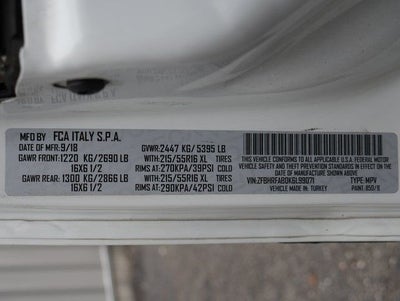 MFD BY FCA ITALY S.P.A.
DATE OF MFR: 9/18 GVWR: 2447 KG/5395 LB
GAWR FRONT: 1220 KG/2690 LB WITH: 215/55R16 XL TIRES
16X6 1/2 RIMS AT: 270KPA/39PSI
GAWR REAR: 1300 KG/2866 LB WITH: 215/55R16 XL TIRES
16X6 1/2 RIMS AT: 290KPA/42PSI
THIS VEHICLE CONFORMS TO ALL APPLICABLE U.S.A. FEDERAL MOTOR
VEHICLE SAFETY, BUMPER AND THEFT PREVENTION STANDARDS IN
EFFECT ON THE DATE OF MANUFACTURE SHOWN ABOVE
VIN: TYPE: MPV
MADE IN: TURKEY PAINT: